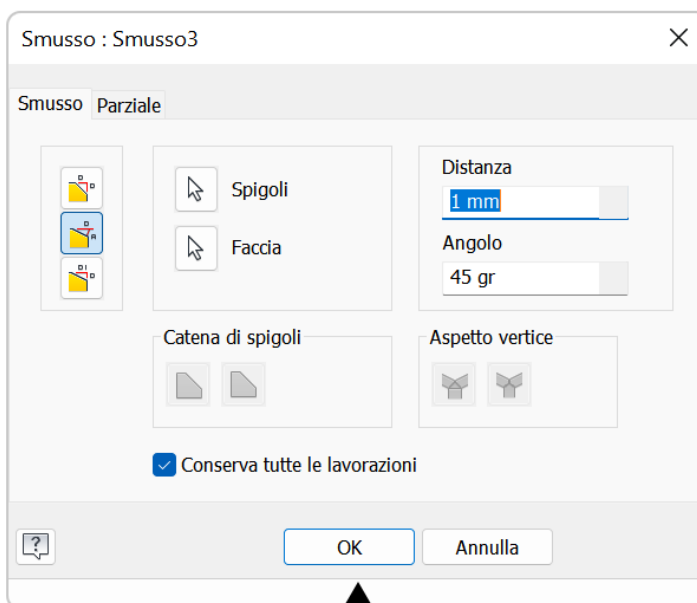 Smusso : Smusso3
Smusso Parziale
Spigoli
Faccia
Distanza
1 mm
Angolo
45 gr
Catena di spigoli
Aspetto vertice
Conserva tutte le lavorazioni
?
OK
Annulla